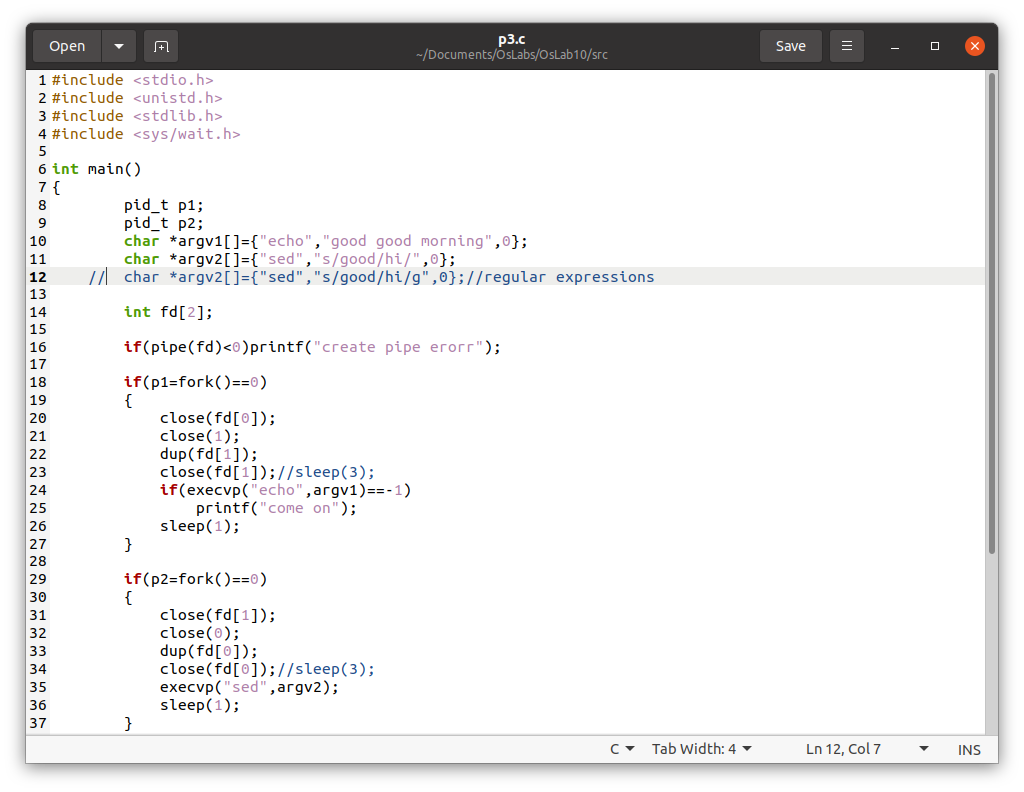 Open
p3.c
~/Documents/OsLabs/OsLab10/src
Save
1 #include <stdio.h>
2 #include <unistd.h>
3 #include <stdlib.h>
4 #include <sys/wait.h>
5
6 int main()
7 {
8         pid_t p1;
9         pid_t p2;
10         char *argv1[]={"echo","good good morning",0};
11         char *argv2[]={"sed","s/good/hi/",0};
12     //  char *argv2[]={"sed","s/good/hi/g",0};//regular expressions
13
14         int fd[2];
15
16         if(pipe(fd)<0)printf("create pipe erorr");
17
18         if(p1=fork()==0)
19         {
20             close(fd[0]);
21             close(1);
22             dup(fd[1]);
23             close(fd[1]);//sleep(3);
24             if(execvp("echo",argv1)==-1)
25                 printf("come on");
26             sleep(1);
27         }
28
29         if(p2=fork()==0)
30         {
31             close(fd[1]);
32             close(0);
33             dup(fd[0]);
34             close(fd[0]);//sleep(3);
35             execvp("sed",argv2);
36             sleep(1);
37         }
C Tab Width: 4 Ln 12, Col 7 INS